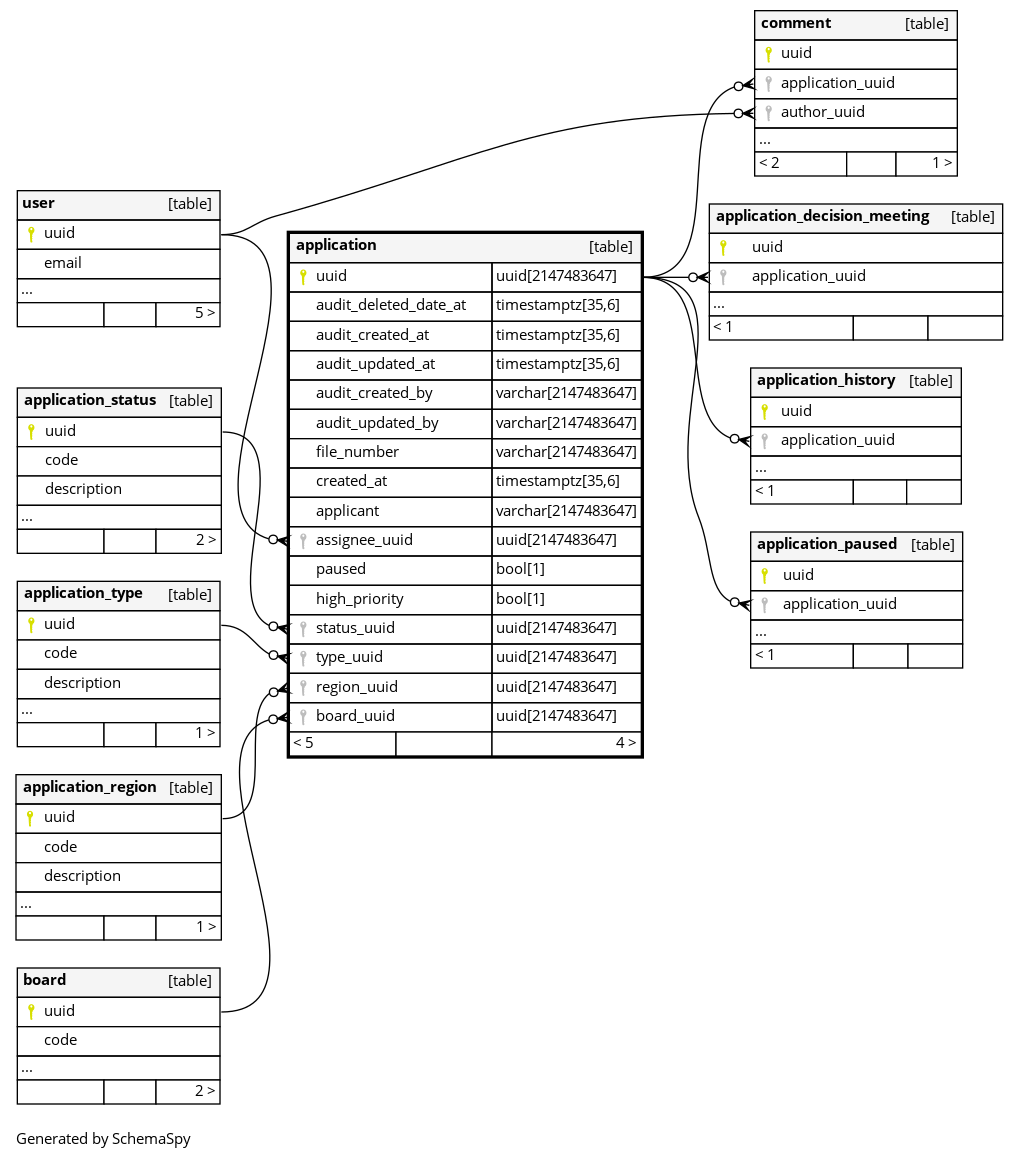 comment [table]
uuid
application_uuid
author_uuid
...
< 2 1 >
user [table]
uuid
email
...
5 >
application_decision_meeting [table]
uuid
application_uuid
...
< 1
application [table]
uuid uuid[2147483647]
audit_deleted_date_at timestamptz[35,6]
audit_created_at timestamptz[35,6]
audit_updated_at timestamptz[35,6]
audit_created_by varchar[2147483647]
audit_updated_by varchar[2147483647]
file_number varchar[2147483647]
created_at timestamptz[35,6]
applicant varchar[2147483647]
assignee_uuid uuid[2147483647]
paused bool[1]
high_priority bool[1]
status_uuid uuid[2147483647]
type_uuid uuid[2147483647]
region_uuid uuid[2147483647]
board_uuid uuid[2147483647]
< 5 4 >
application_history [table]
uuid
application_uuid
...
< 1
application_status [table]
uuid
code
description
...
2 >
application_paused [table]
uuid
application_uuid
...
< 1
application_type [table]
uuid
code
description
...
1 >
application_region [table]
uuid
code
description
...
1 >
board [table]
uuid
code
...
2 >
Generated by SchemaSpy